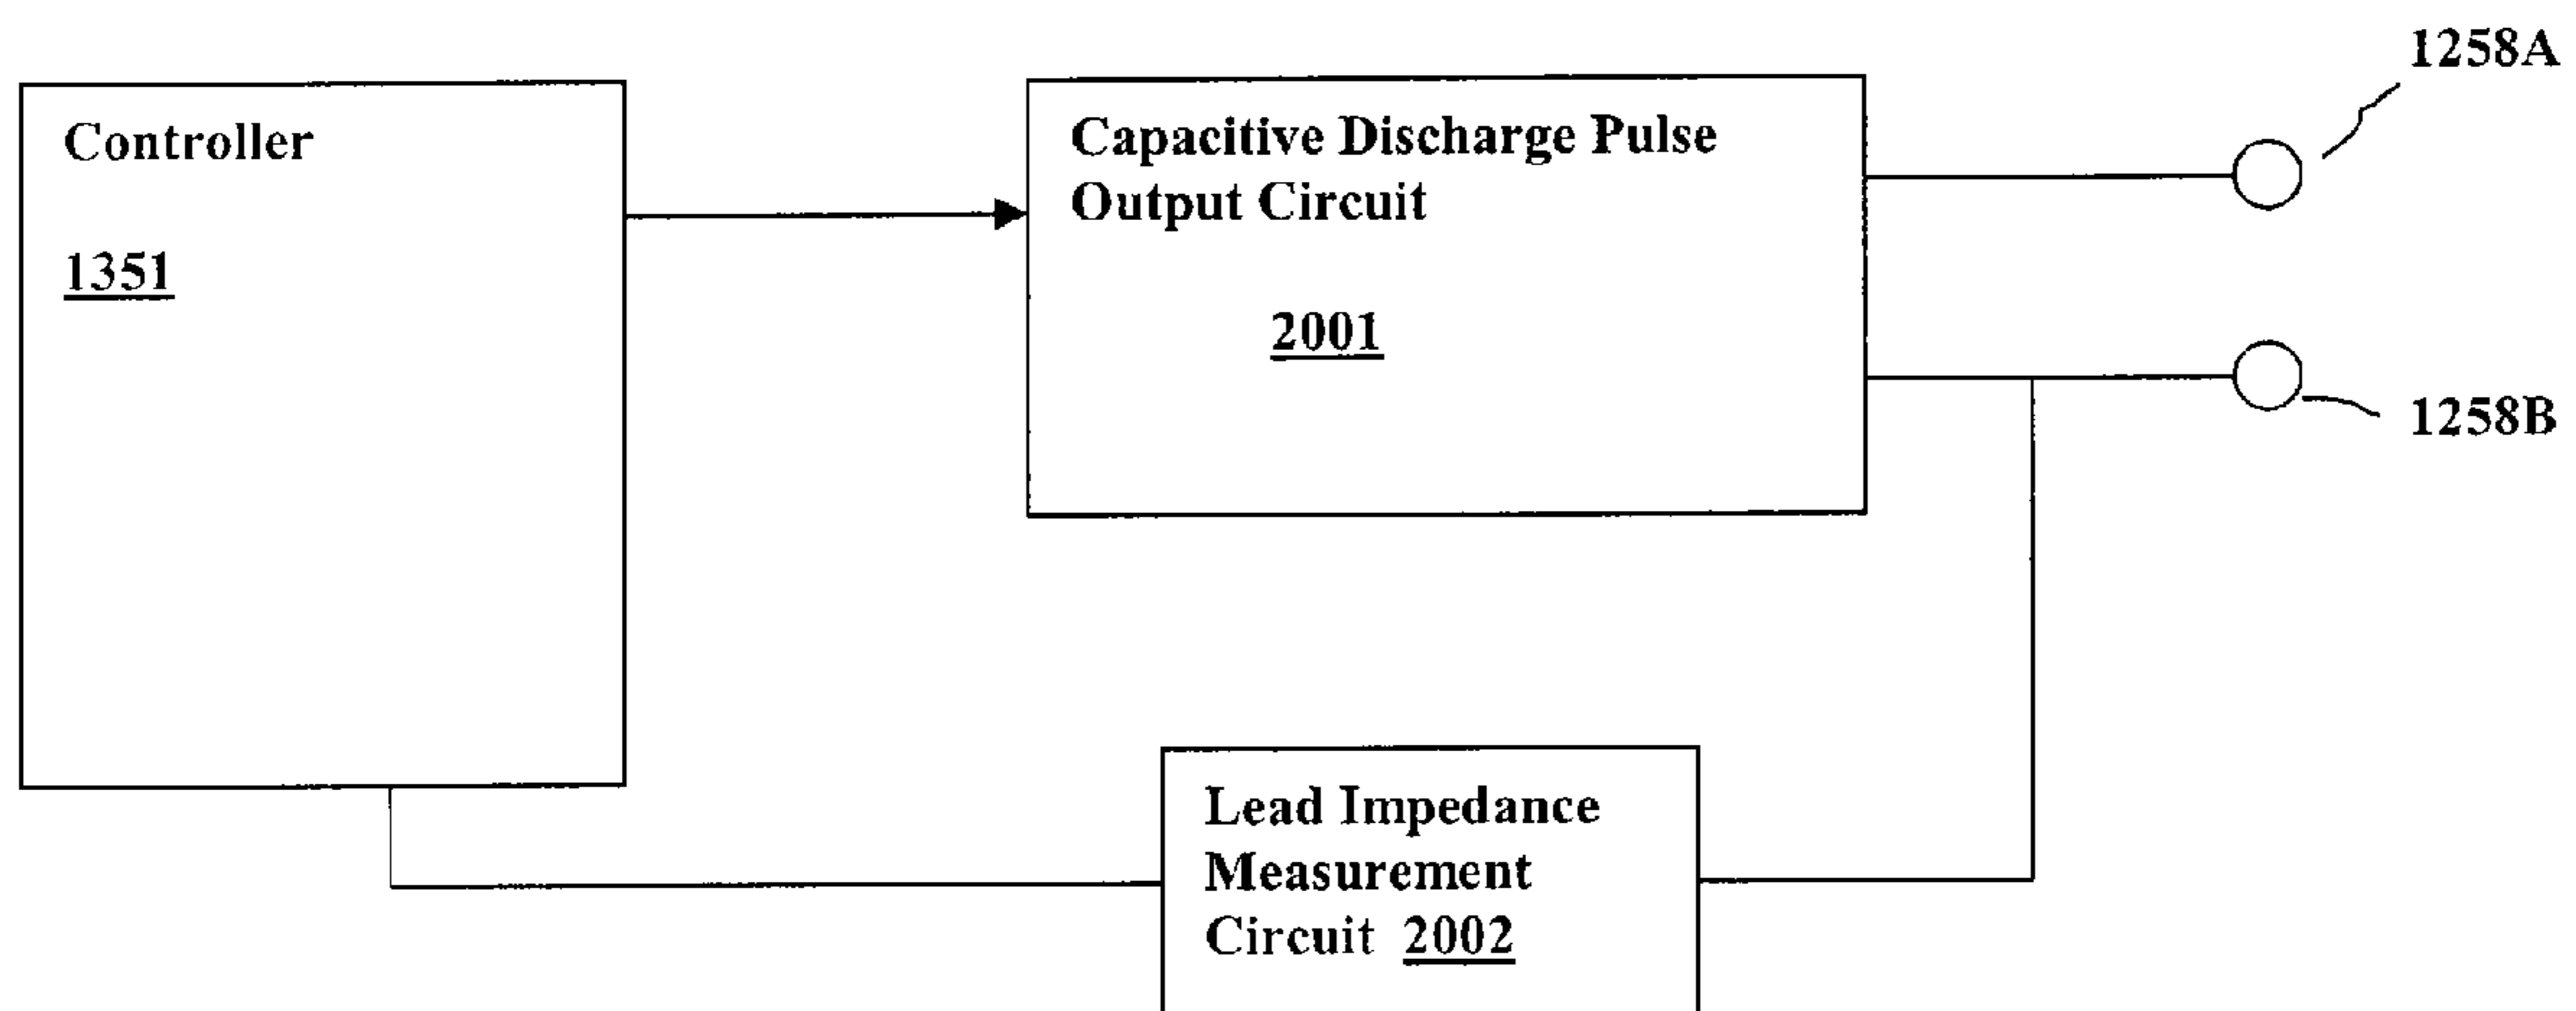 Controller
1351
Capacitive Discharge Pulse
Output Circuit
2001
1258A
1258B
Lead Impedance
Measurement
Circuit 2002